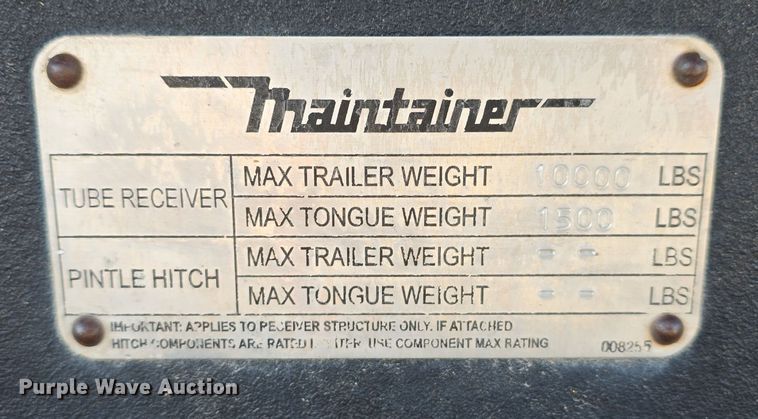 Maintainer
TUBE RECEIVER MAX TRAILER WEIGHT 10000 LBS
MAX TONGUE WEIGHT 1500 LBS
PINTLE HITCH MAX TRAILER WEIGHT -- LBS
MAX TONGUE WEIGHT -- LBS
IMPORTANT: APPLIES TO RECEIVER STRUCTURE ONLY. IF ATTACHED
HITCH COMPONENTS ARE RATED USE COMPONENT MAX RATING 008255
Purple Wave Auction